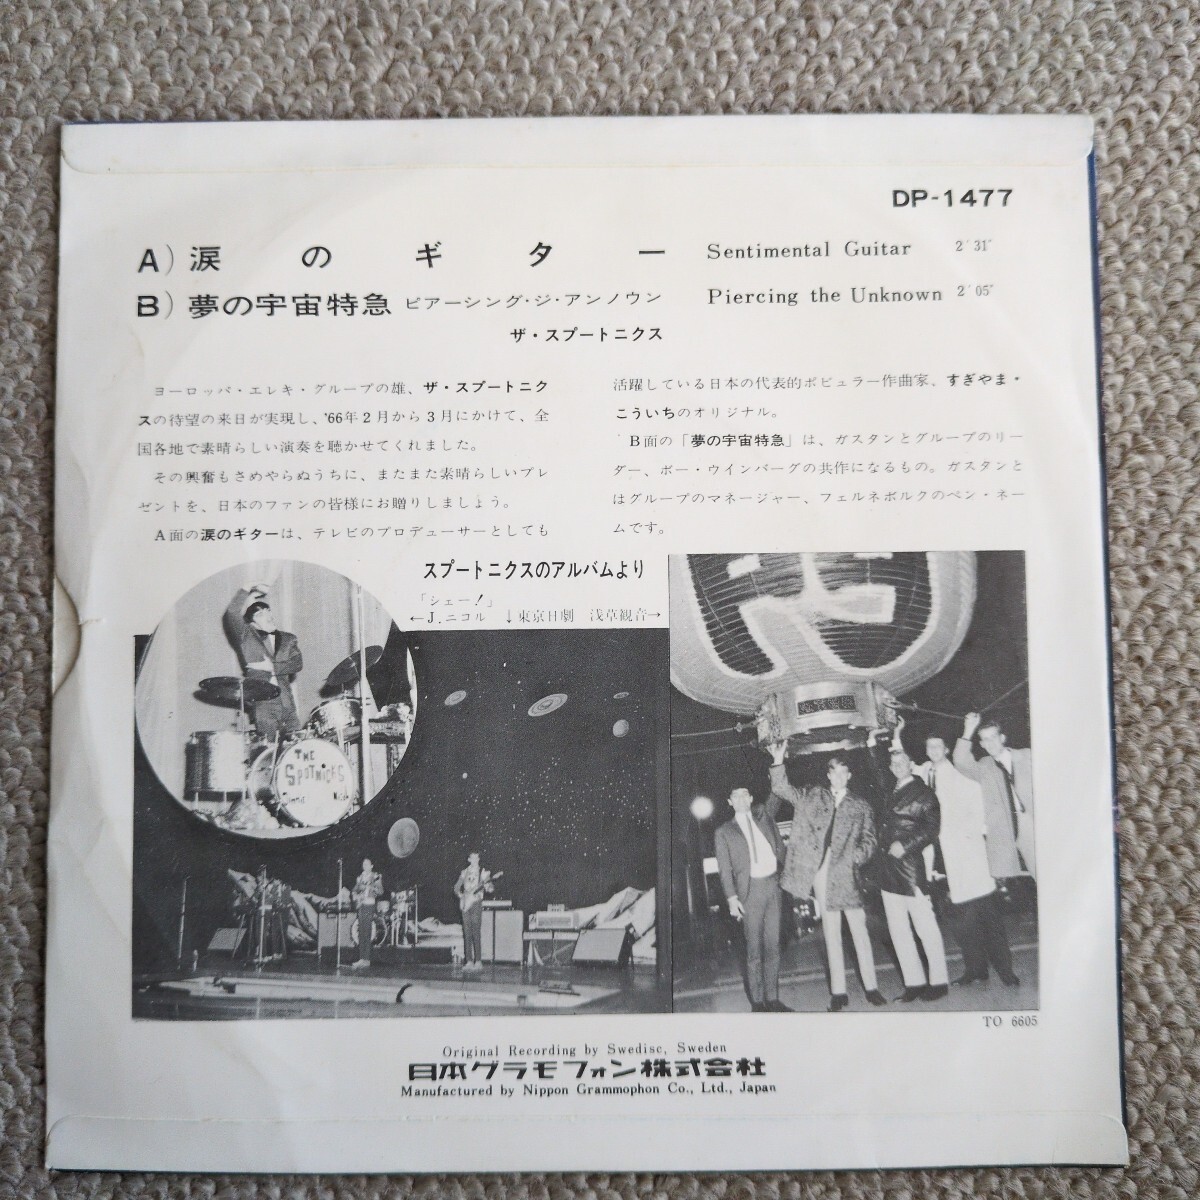 DP-1477
A) 涙のギター Sentimental Guitar 2'31"
B) 夢の宇宙特急 ピアーシング・ジ・アンノウン Piercing the Unknown 2'05"
ザ・スプートニクス
ヨーロッパ・エレキ・グループの雄、ザ・スプートニク
スの待望の来日が実現し、'66年2月から3月にかけて、全
国各地で素晴らしい演奏を聴かせてくれました。
その興奮もさめやらぬうちに、またまた素晴らしいプレ
ゼントを、日本のファンの皆様にお贈りしましょう。
A面の涙のギターは、テレビのプロデューサーとしても
活躍している日本の代表的ポピュラー作曲家、すぎやま・
こういちのオリジナル。
B面の「夢の宇宙特急」は、ガスタンとグループのリー
ダー、ボー・ウインバーグの共作になるもの。ガスタンと
はグループのマネージャー、フェルネボルクのペン・ネー
ムです。
スプートニクスのアルバムより
「シェー!」
←J.ニコル ↓東京日劇 浅草観音→
THE
SPOTNICKS
TO 6605
Original Recording by Swedisc, Sweden
日本グラモフォン株式会社
Manufactured by Nippon Grammophon Co., Ltd., Japan